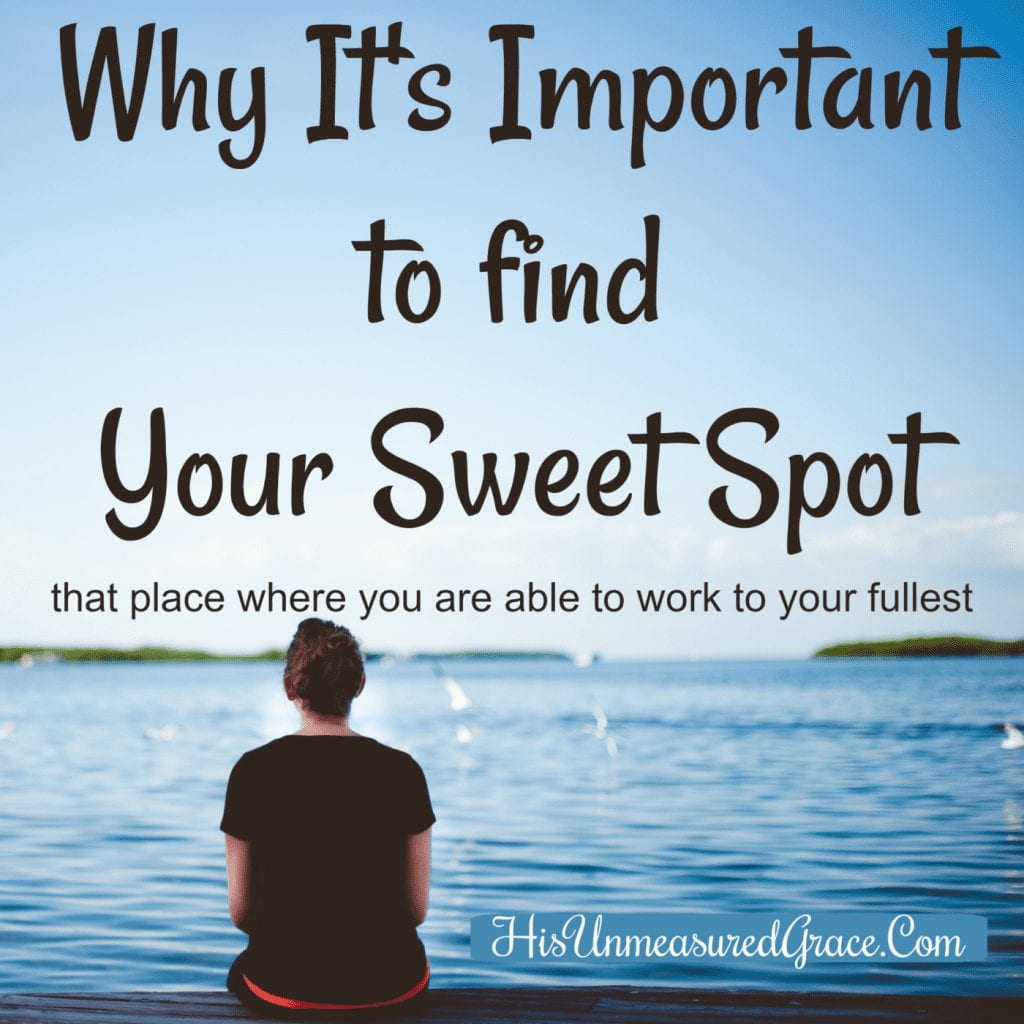 Why It's Important
to find
Your Sweet Spot
that place where you are able to work to your fullest
HisUnmeasuredGrace.Com